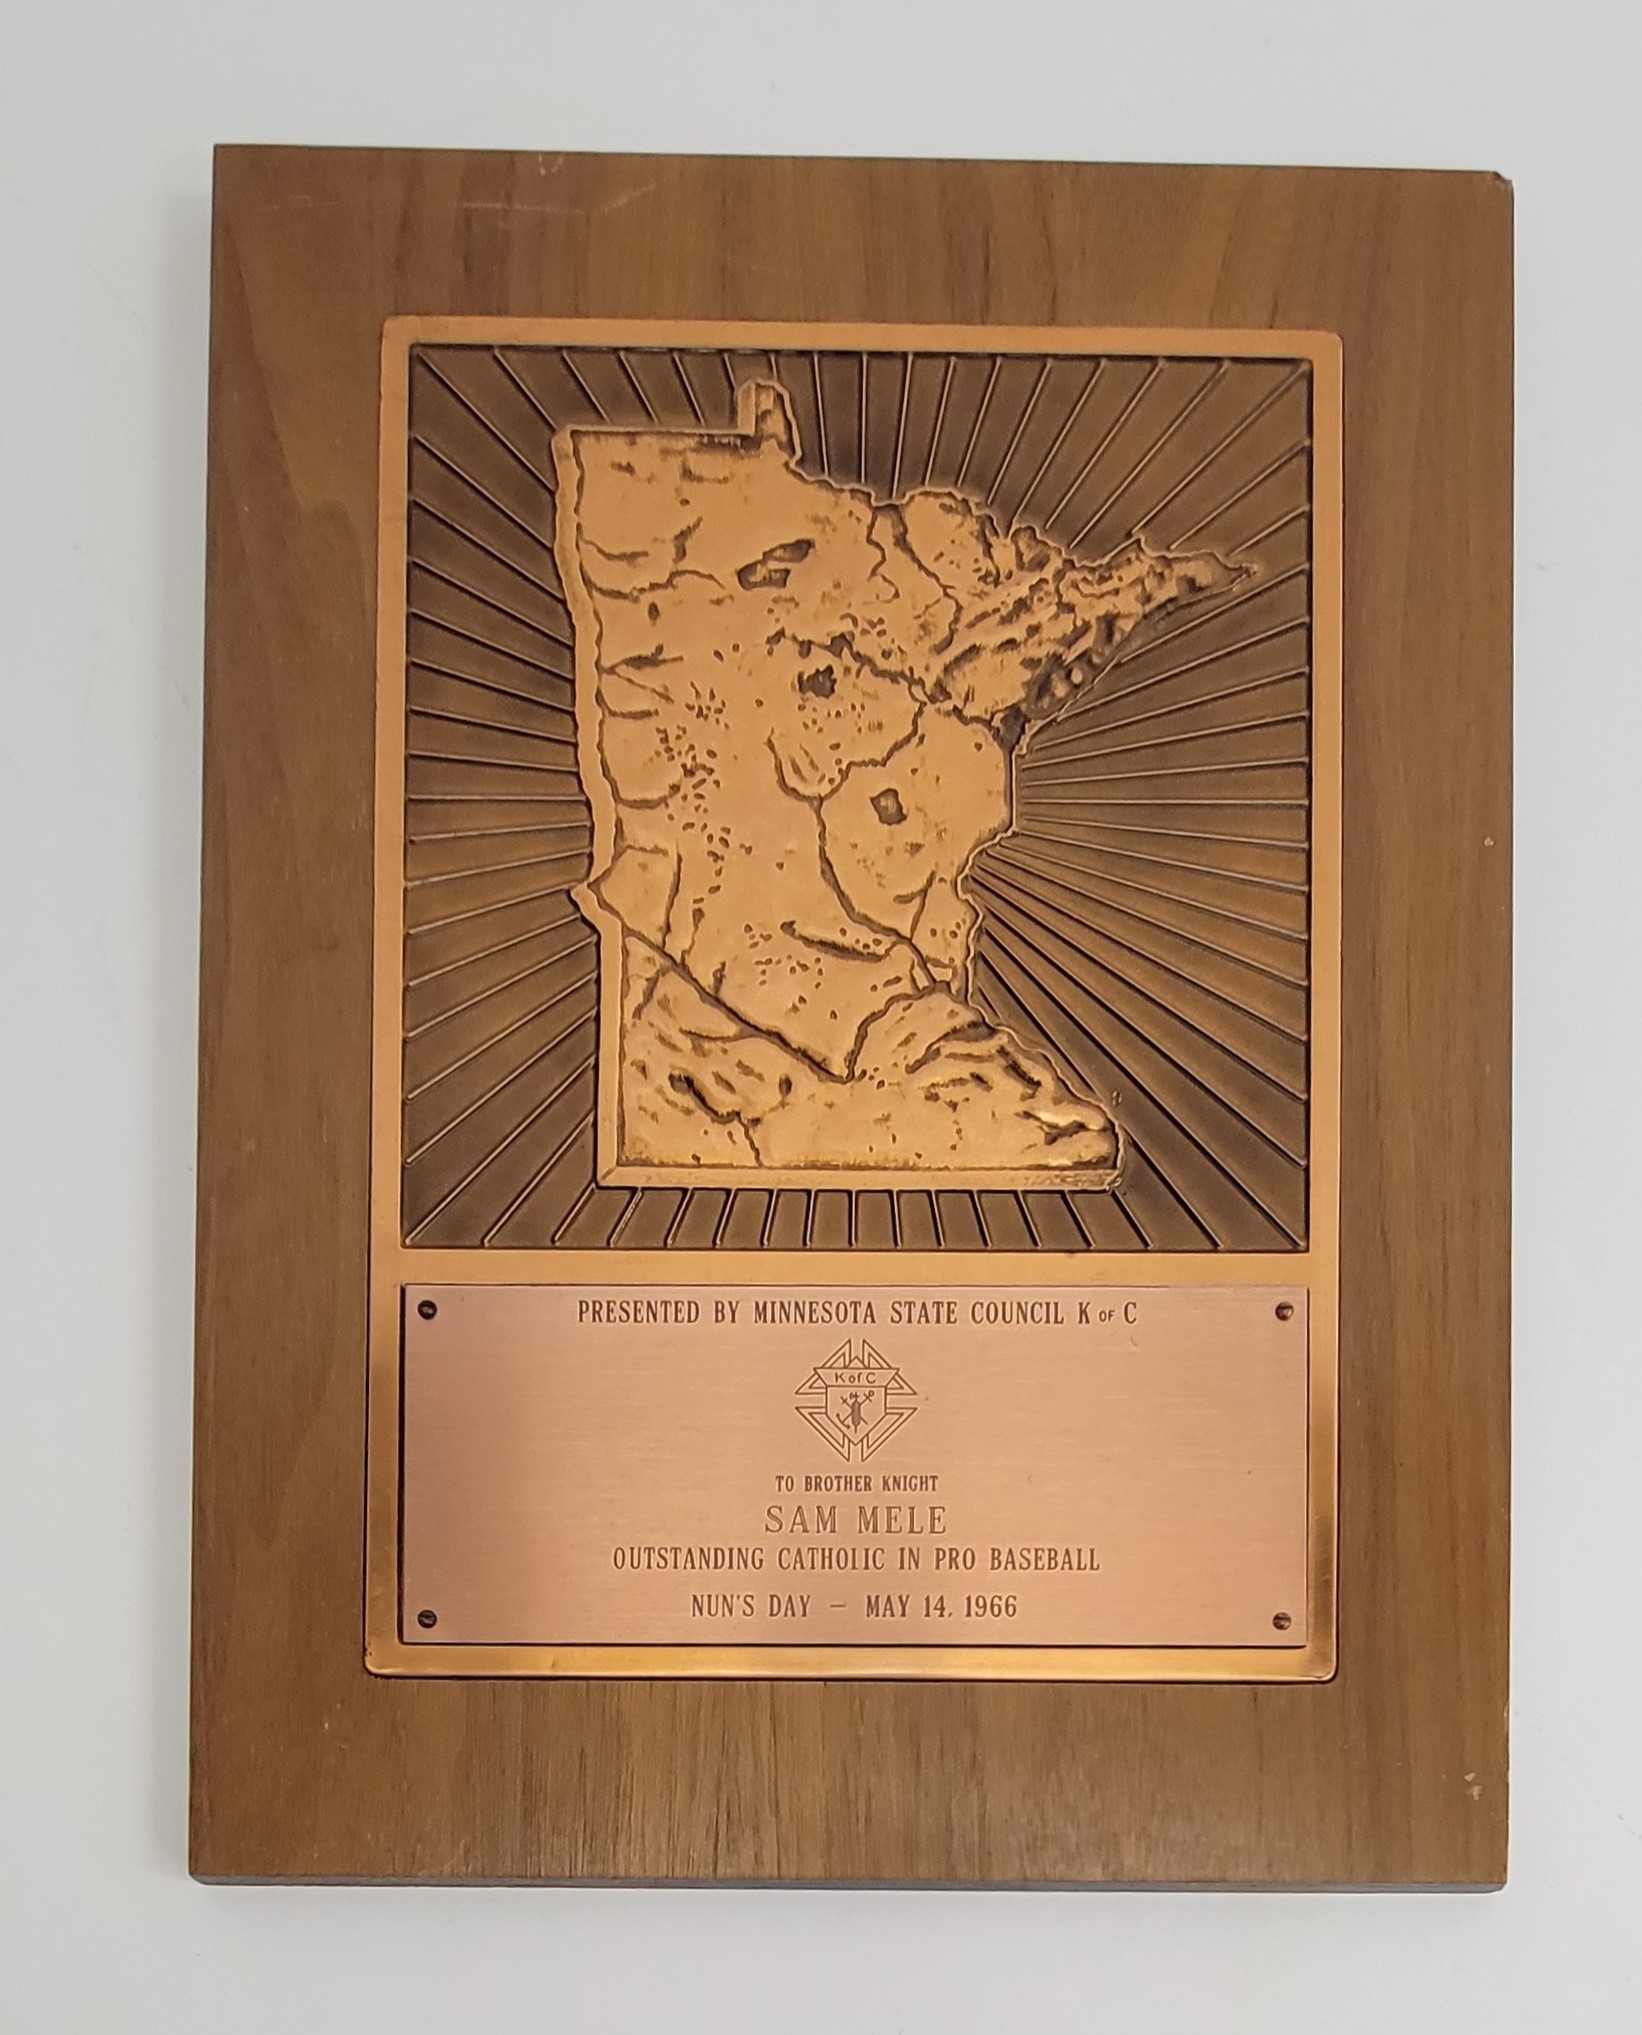 PRESENTED BY MINNESOTA STATE COUNCIL K OF C
K of C
TO BROTHER KNIGHT
SAM MELE
OUTSTANDING CATHOLIC IN PRO BASEBALL
NUN'S DAY – MAY 14, 1966